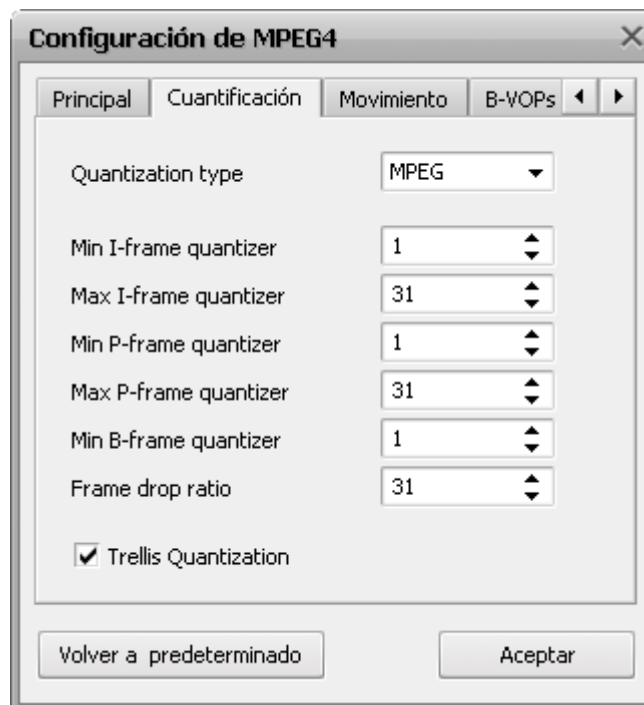 Configuración de MPEG4
Principal Cuantificación Movimiento B-VOPs
Quantization type MPEG
Min I-frame quantizer 1
Max I-frame quantizer 31
Min P-frame quantizer 1
Max P-frame quantizer 31
Min B-frame quantizer 1
Frame drop ratio 31
Trellis Quantization
Volver a predeterminado Aceptar